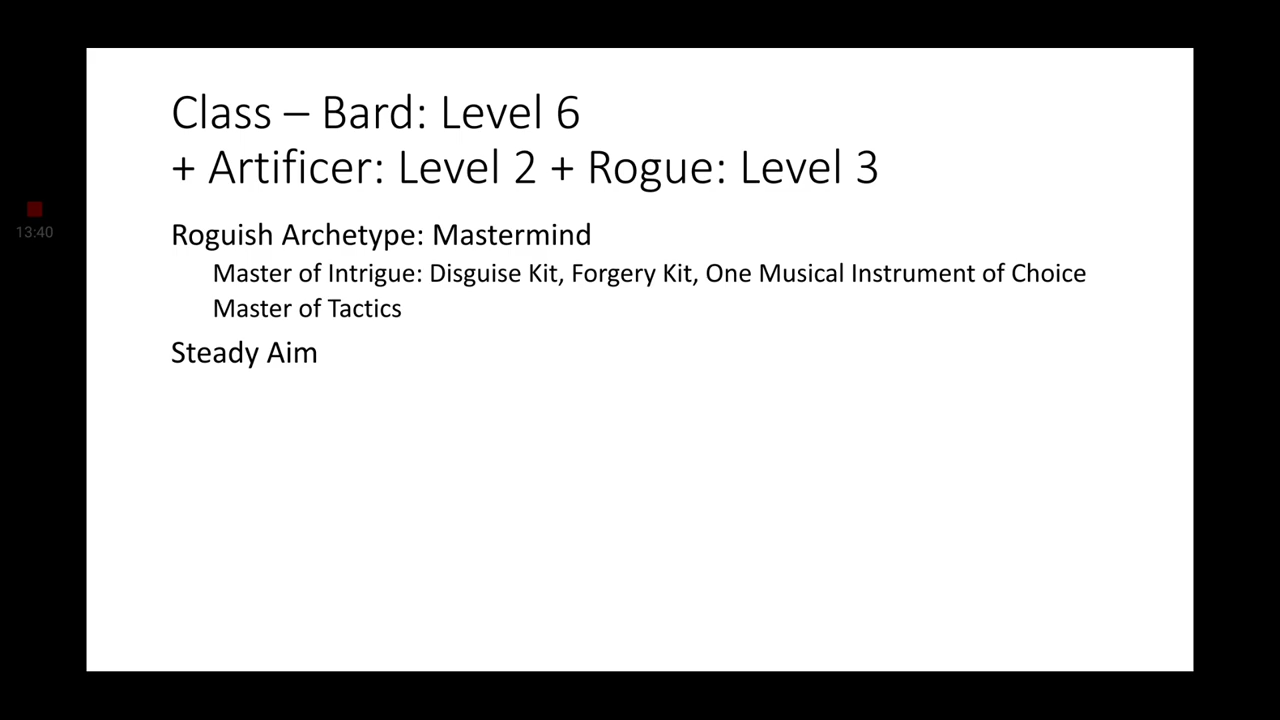 Class – Bard: Level 6
+ Artificer: Level 2 + Rogue: Level 3
13:40
Roguish Archetype: Mastermind
Master of Intrigue: Disguise Kit, Forgery Kit, One Musical Instrument of Choice
Master of Tactics
Steady Aim